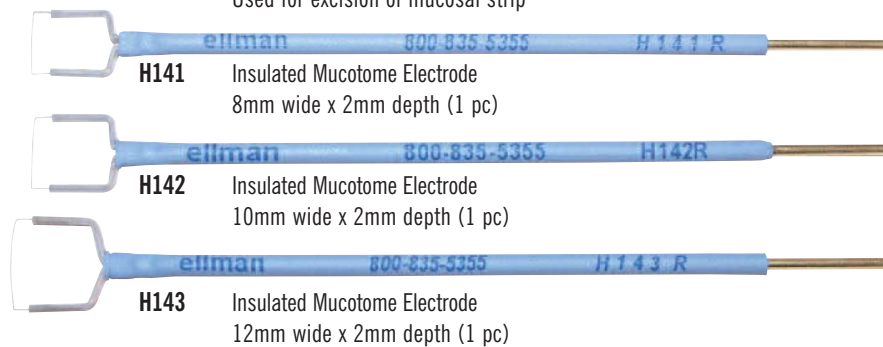 Used for excision of mucosal strip
ellman 800-835-5355 H141R
H141 Insulated Mucotome Electrode
8mm wide x 2mm depth (1 pc)
ellman 800-835-5355 H142R
H142 Insulated Mucotome Electrode
10mm wide x 2mm depth (1 pc)
ellman 800-835-5355 H143R
H143 Insulated Mucotome Electrode
12mm wide x 2mm depth (1 pc)